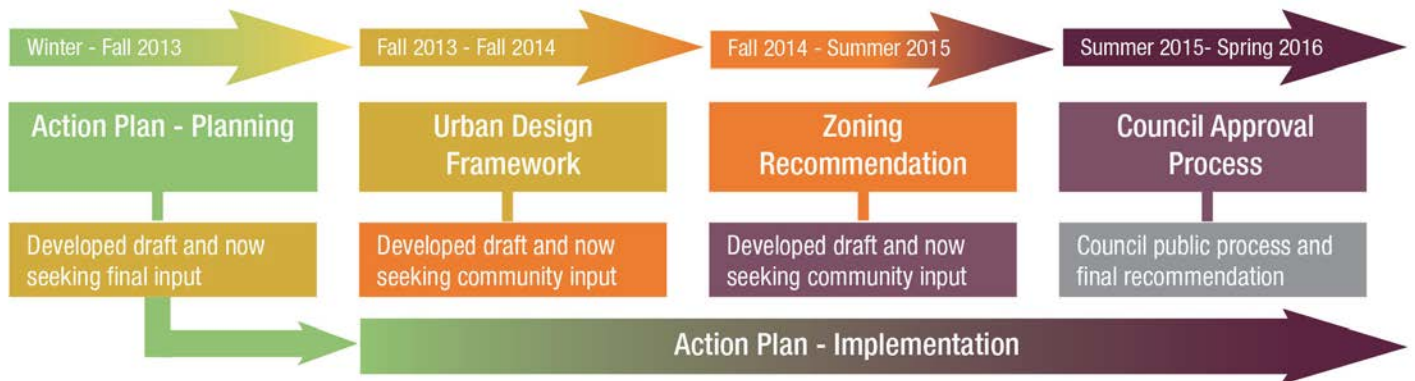 Winter - Fall 2013
Fall 2013 - Fall 2014
Fall 2014 - Summer 2015
Summer 2015- Spring 2016
Action Plan - Planning
Urban Design
Framework
Zoning
Recommendation
Council Approval
Process
Developed draft and now
seeking final input
Developed draft and now
seeking community input
Developed draft and now
seeking community input
Council public process and
final recommendation
Action Plan - Implementation